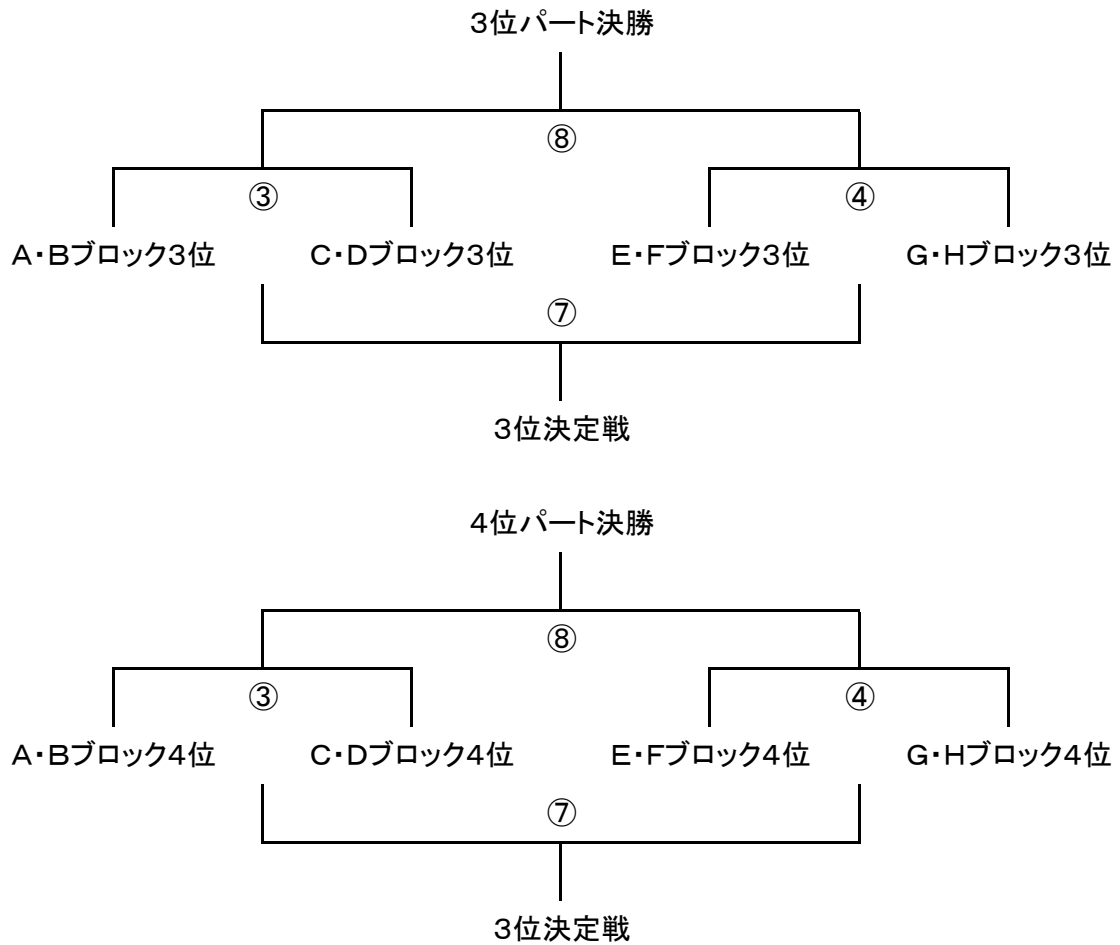 ３位パート決勝
⑧
③ ④
Ａ・Ｂブロック３位 Ｃ・Ｄブロック３位 Ｅ・Ｆブロック３位 Ｇ・Ｈブロック３位
⑦
３位決定戦
４位パート決勝
⑧
③ ④
Ａ・Ｂブロック４位 Ｃ・Ｄブロック４位 Ｅ・Ｆブロック４位 Ｇ・Ｈブロック４位
⑦
３位決定戦